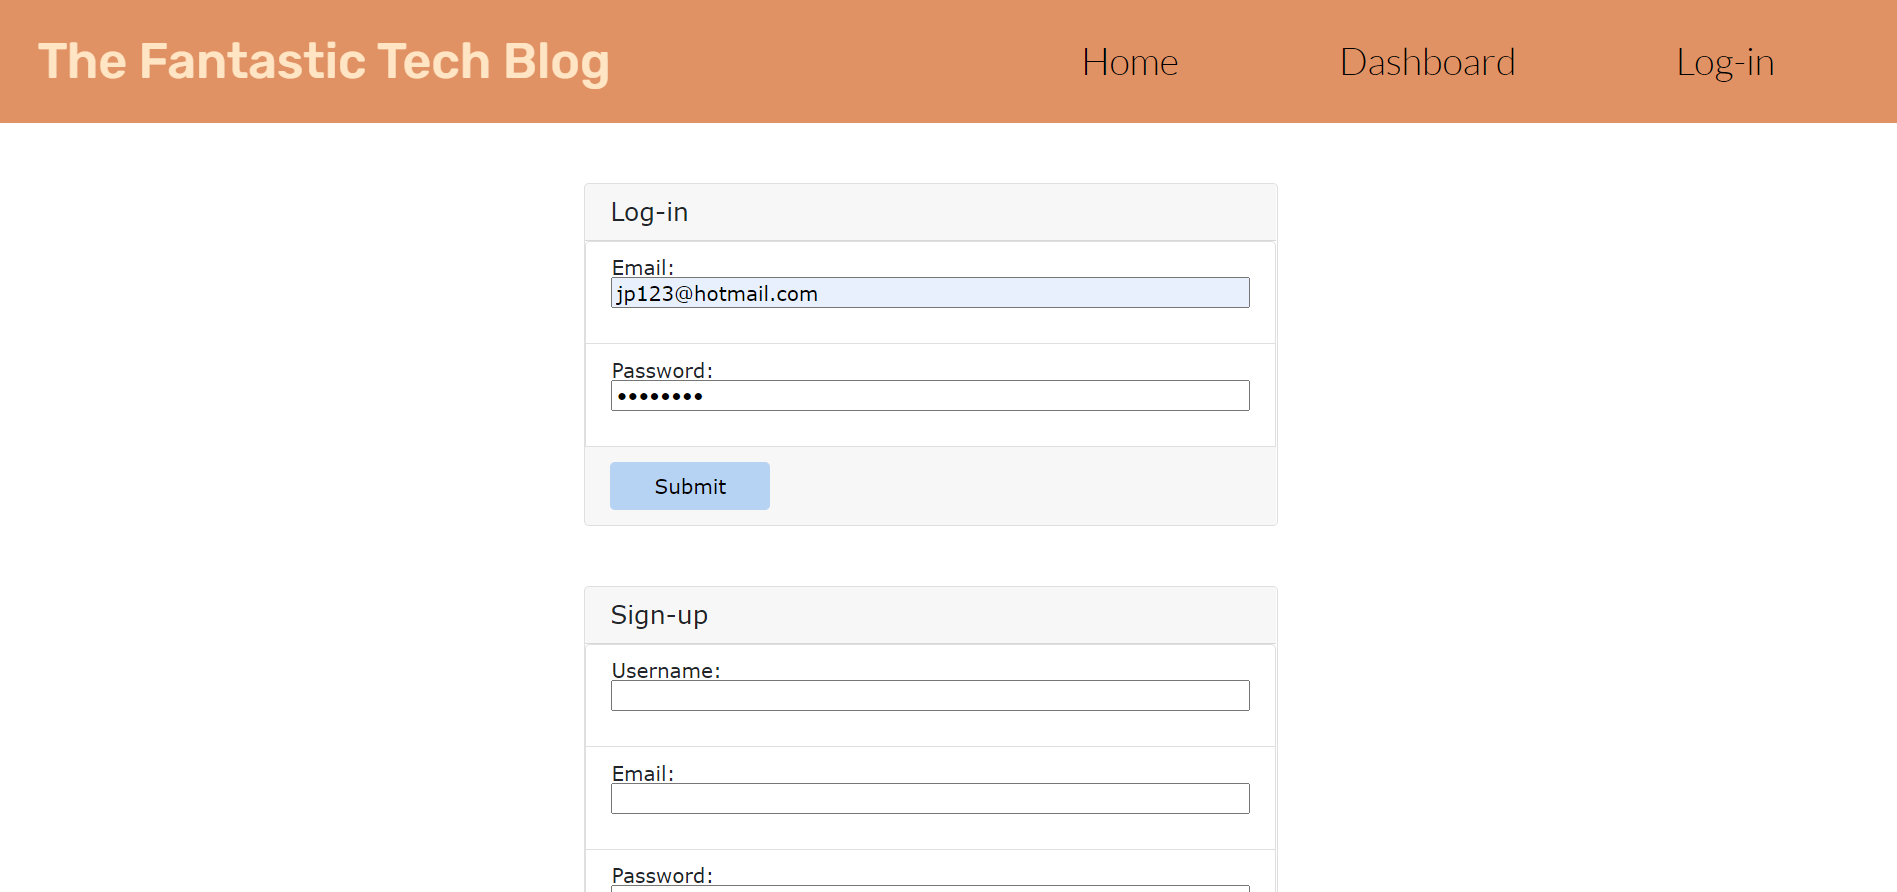 The Fantastic Tech Blog
Home
Dashboard
Log-in
Log-in
Email:
jp123@hotmail.com
Password:
••••••••
Submit
Sign-up
Username:
Email:
Password: